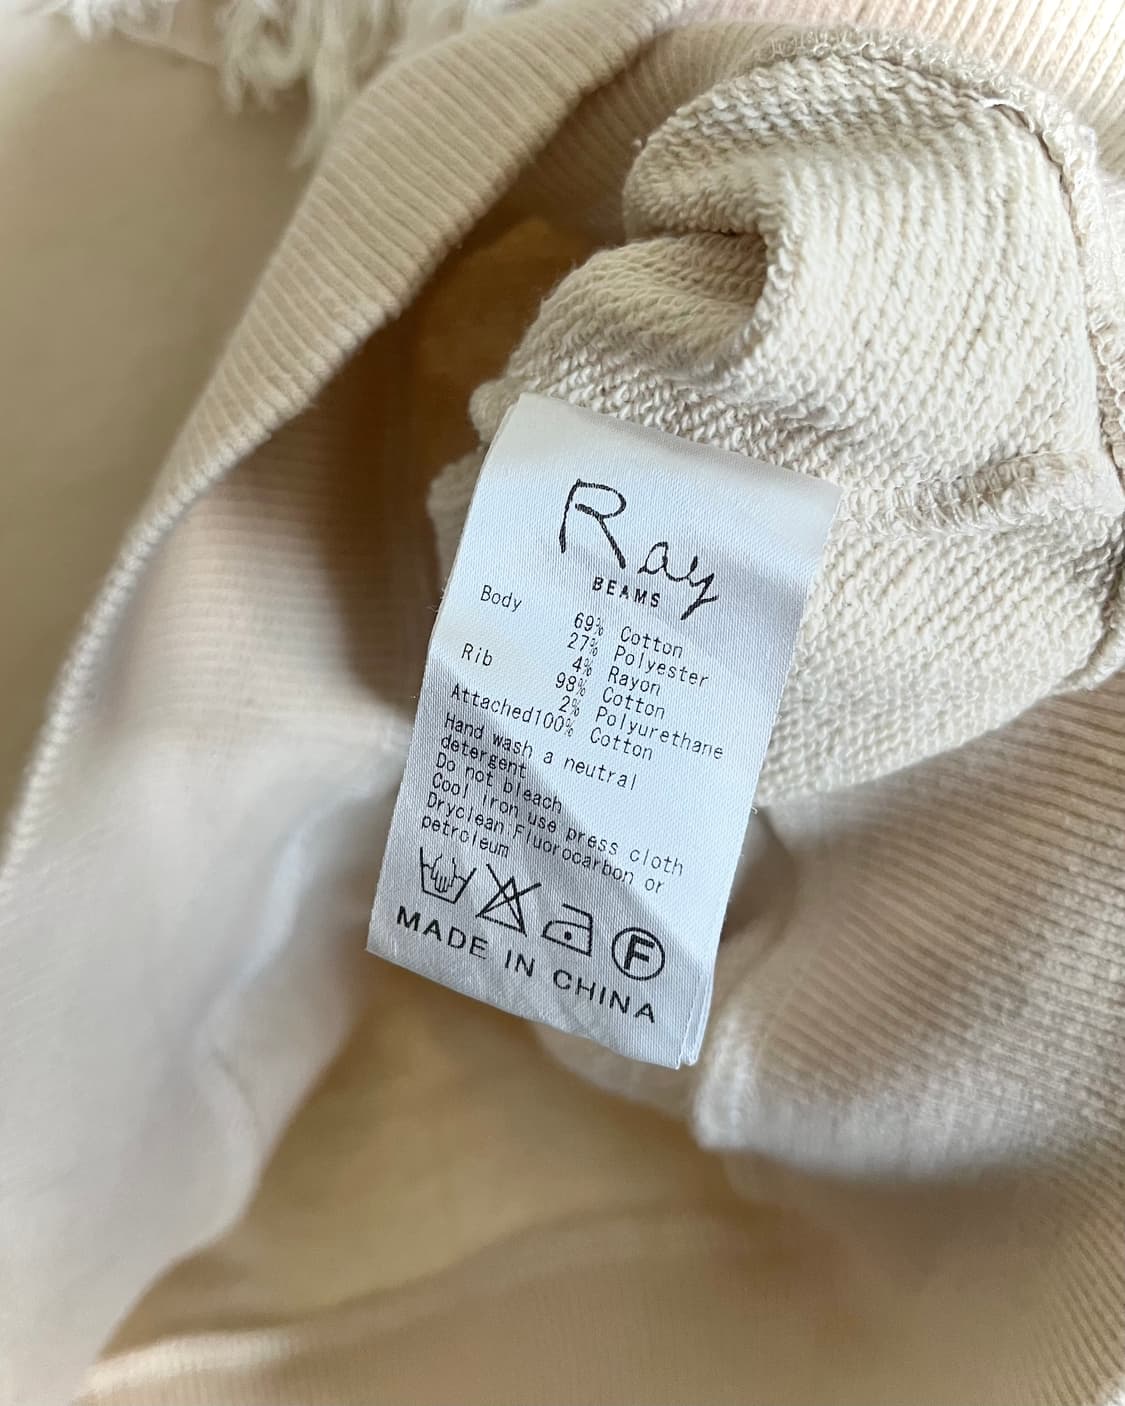 Ray
BEAMS
Body 69% Cotton
27% Polyester
4% Rayon
Rib 98% Cotton
2% Polyurethane
Attached100% Cotton
Hand wash a neutral
detergent
Do not bleach
Cool iron use press cloth
Dryclean Fluorocarbon or
petroleum
F
MADE IN CHINA